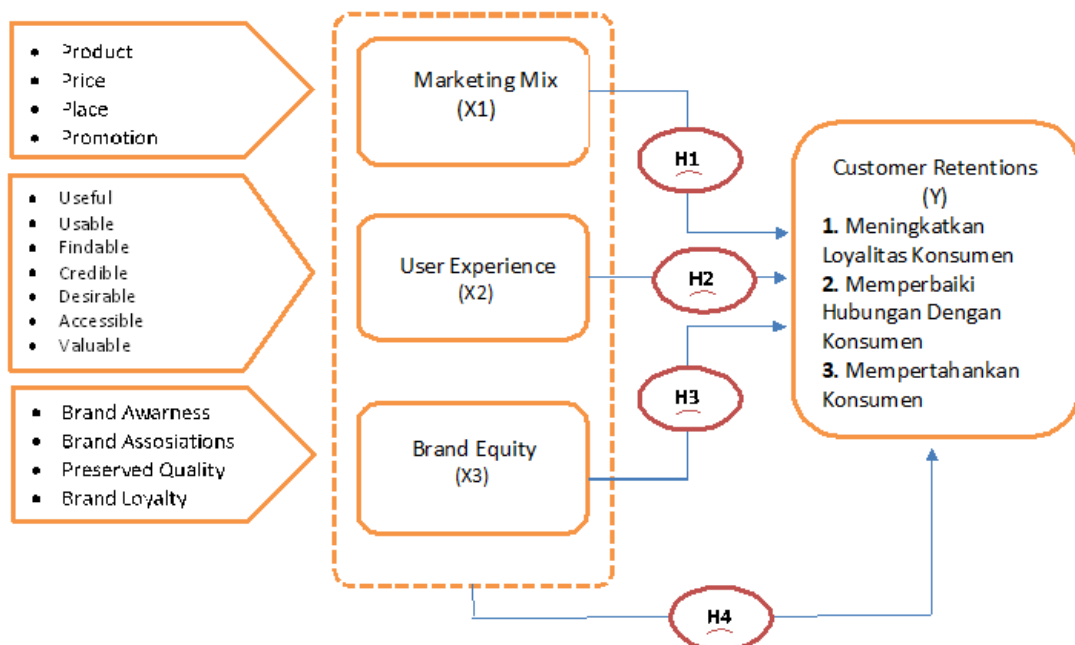 Product
Price
Place
Promotion
Useful
Usable
Findable
Credible
Desirable
Accessible
Valuable
Brand Awarness
Brand Assosiations
Preserved Quality
Brand Loyalty
Marketing Mix
(X1)
User Experience
(X2)
Brand Equity
(X3)
H1
H2
H3
H4
Customer Retentions
(Y)
1. Meningkatkan
Loyalitas Konsumen
2. Memperbaiki
Hubungan Dengan
Konsumen
3. Mempertahankan
Konsumen